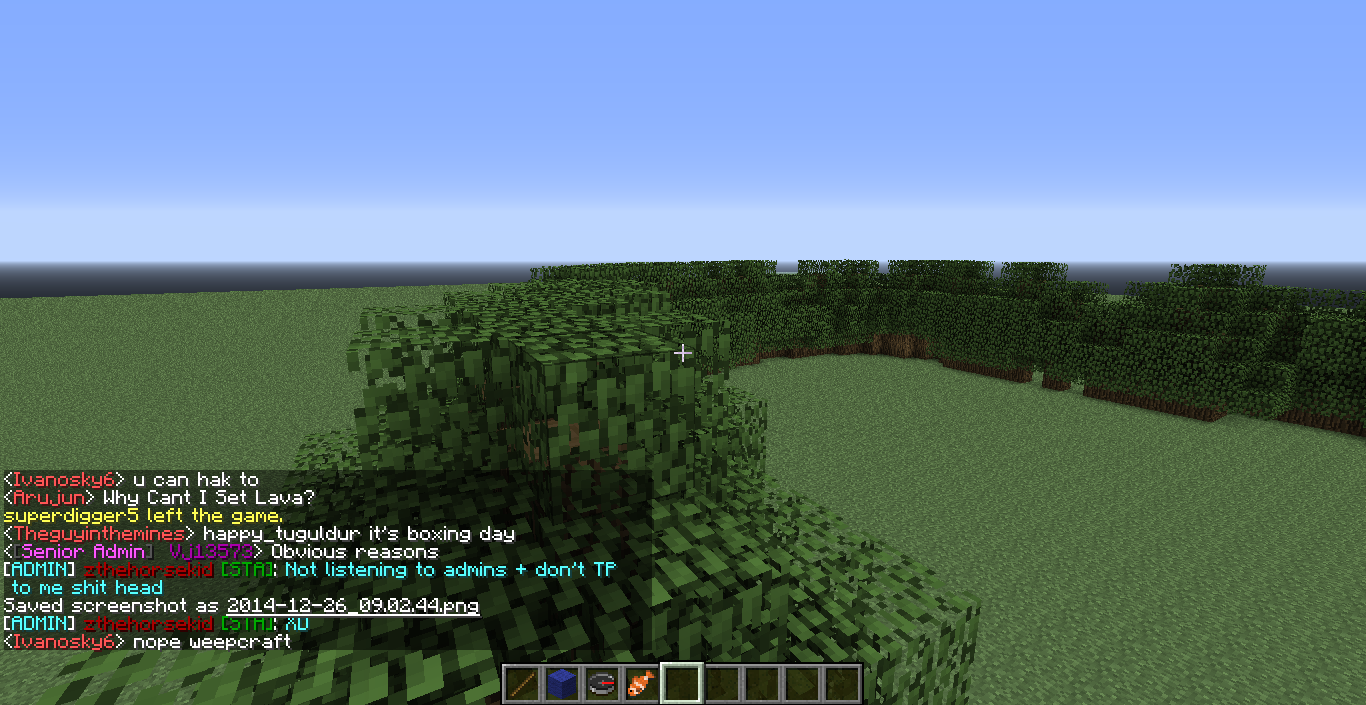 <Ivanosky6> u can hak to
<Arujun> Why Cant I Set Lava?
superdigger5 left the game.
<Theguyinthemines> happy_tuguldur it's boxing day
<[Senior Admin] Vj13573> Obvious reasons
[ADMIN] zthehorsekid [STA]: Not listening to admins + don't TP
to me shit head
Saved screenshot as 2014-12-26_09.02.44.png
[ADMIN] zthehorsekid [STA]: XD
<Ivanosky6> nope weepcraft